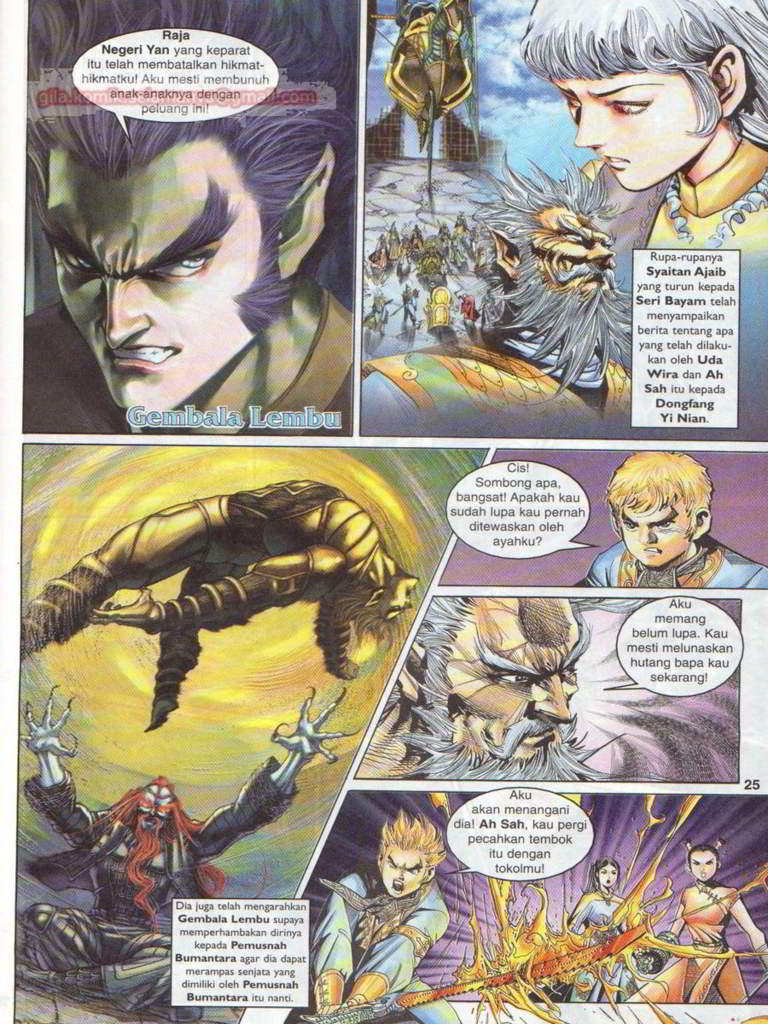 Raja
Negeri Yan yang keparat
itu telah membatalkan hikmat-
hikmatku! Aku mesti membunuh
anak-anaknya dengan
peluang ini!
Gembala Lembu
Rupa-rupanya
Syaitan Ajaib
yang turun kepada
Seri Bayam telah
menyampaikan
berita tentang apa
yang telah dilaku-
kan oleh Uda
Wira dan Ah
Sah itu kepada
Dongfang
Yi Nian.
Cis!
Sombong apa,
bangsat! Apakah kau
sudah lupa kau pernah
ditewaskan oleh
ayahku?
Aku
memang
belum lupa. Kau
mesti melunaskan
hutang bapa kau
sekarang!
25
Aku
akan menangani
dia! Ah Sah, kau pergi
pecahkan tembok
itu dengan
tokolmu!
Dia juga telah mengarahkan
Gembala Lembu supaya
memperhambakan dirinya
kepada Pemusnah
Bumantara agar dia dapat
merampas senjata yang
dimiliki oleh Pemusnah
Bumantara itu nanti.